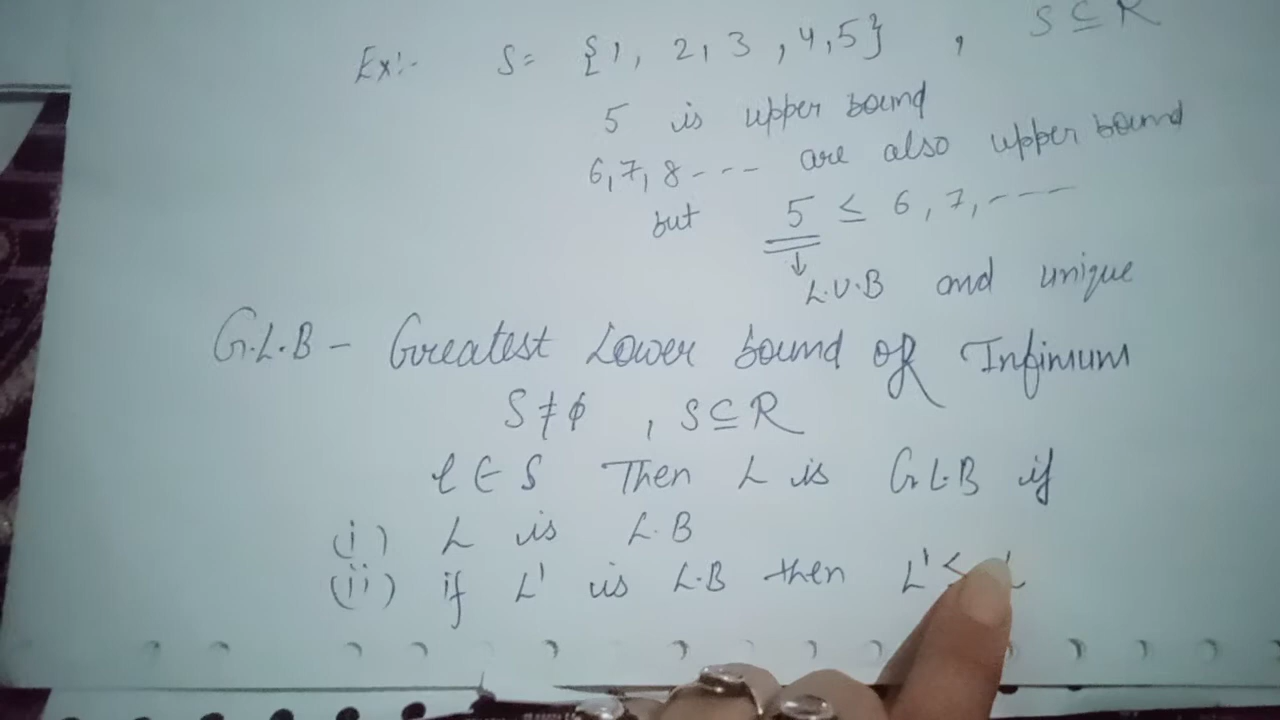 Ex:- S = {1, 2, 3, 4, 5} , S ⊆ R
5 is upper bound
6, 7, 8 --- are also upper bound
but 5 ≤ 6, 7, ----
↓
L.U.B and unique
G.L.B - Greatest Lower bound or Infimum
S ≠ φ , S ⊆ R
ℓ ∈ S Then L is G.L.B if
(i) L is L.B
(ii) if L' is L.B then L'